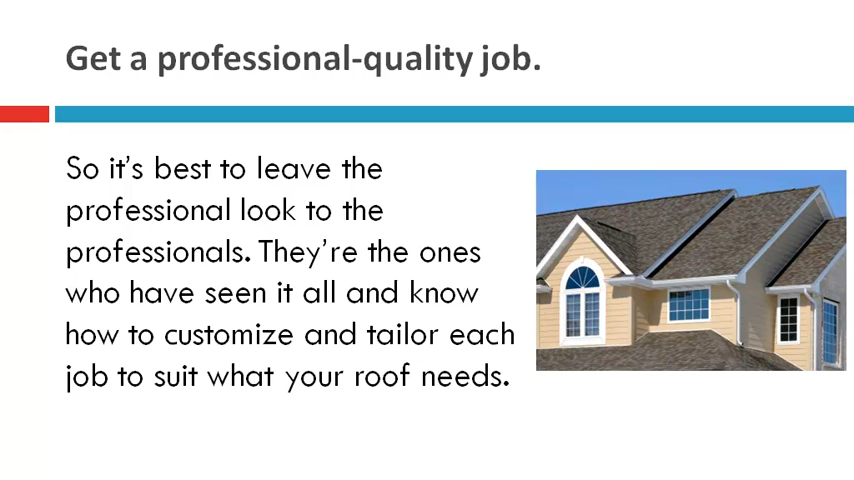 Get a professional-quality job.
So it's best to leave the
professional look to the
professionals. They're the ones
who have seen it all and know
how to customize and tailor each
job to suit what your roof needs.